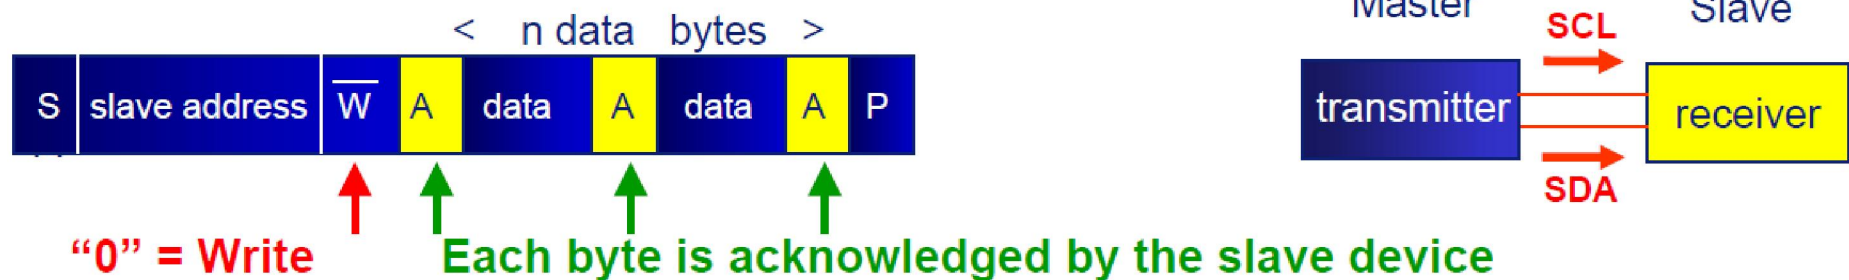 < n data bytes >
S slave address W A data A data A P
"0" = Write
Each byte is acknowledged by the slave device
Master
SCL
Slave
transmitter
receiver
SDA